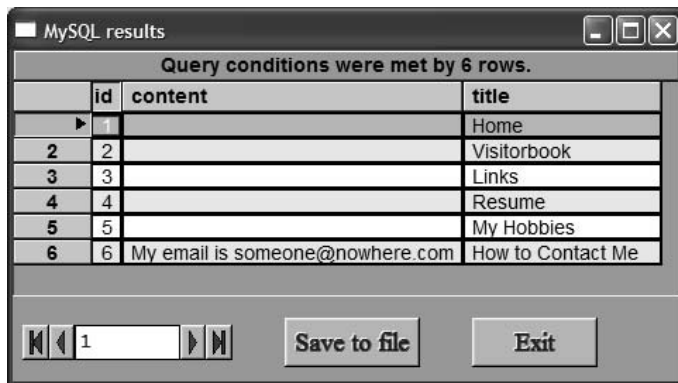 MySQL results
Query conditions were met by 6 rows.
id content title
1 Home
2 2 Visitorbook
3 3 Links
4 4 Resume
5 5 My Hobbies
6 6 My email is someone@nowhere.com How to Contact Me
1 Save to file Exit